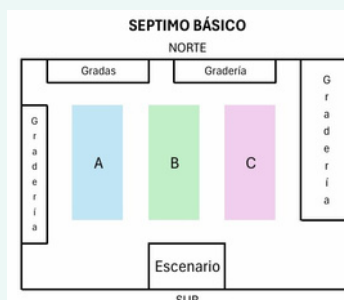 SEPTIMO BÁSICO
NORTE
Gradas
Gradería
Gradería
Gradería
A
B
C
Escenario
SUR